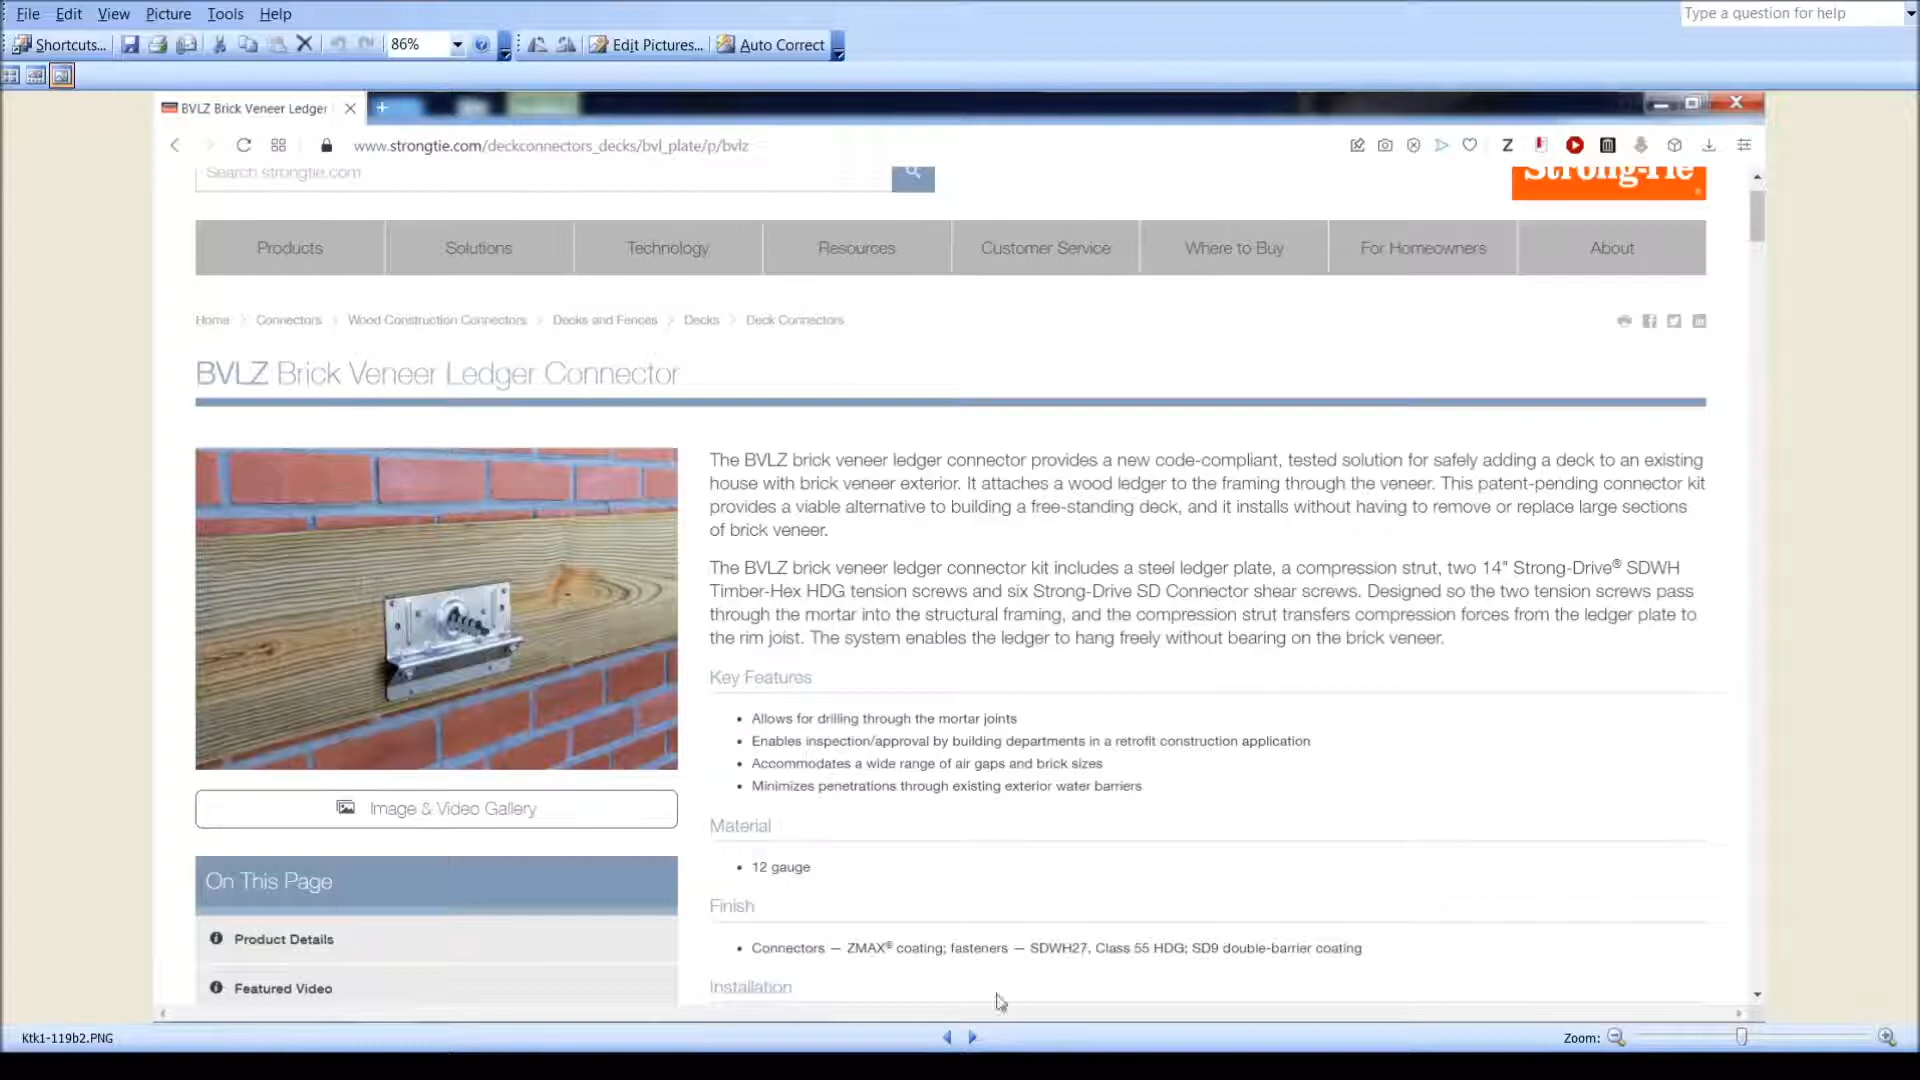 File Edit View Picture Tools Help
Type a question for help
Shortcuts... 86% Edit Pictures... Auto Correct
BVLZ Brick Veneer Ledger
www.strongtie.com/deckconnectors_decks/bvl_plate/p/bvlz
Search strongtie.com
Strong-Tie
Products Solutions Technology Resources Customer Service Where to Buy For Homeowners About
Home Connectors Wood Construction Connectors Decks and Fences Decks Deck Connectors
BVLZ Brick Veneer Ledger Connector
The BVLZ brick veneer ledger connector provides a new code-compliant, tested solution for safely adding a deck to an existing
house with brick veneer exterior. It attaches a wood ledger to the framing through the veneer. This patent-pending connector kit
provides a viable alternative to building a free-standing deck, and it installs without having to remove or replace large sections
of brick veneer.
The BVLZ brick veneer ledger connector kit includes a steel ledger plate, a compression strut, two 14" Strong-Drive® SDWH
Timber-Hex HDG tension screws and six Strong-Drive SD Connector shear screws. Designed so the two tension screws pass
through the mortar into the structural framing, and the compression strut transfers compression forces from the ledger plate to
the rim joist. The system enables the ledger to hang freely without bearing on the brick veneer.
Key Features
• Allows for drilling through the mortar joints
• Enables inspection/approval by building departments in a retrofit construction application
• Accommodates a wide range of air gaps and brick sizes
• Minimizes penetrations through existing exterior water barriers
Image & Video Gallery
Material
• 12 gauge
On This Page
Finish
Product Details
• Connectors — ZMAX® coating; fasteners — SDWH27, Class 55 HDG; SD9 double-barrier coating
Featured Video
Installation
Ktk1-119b2.PNG
Zoom: